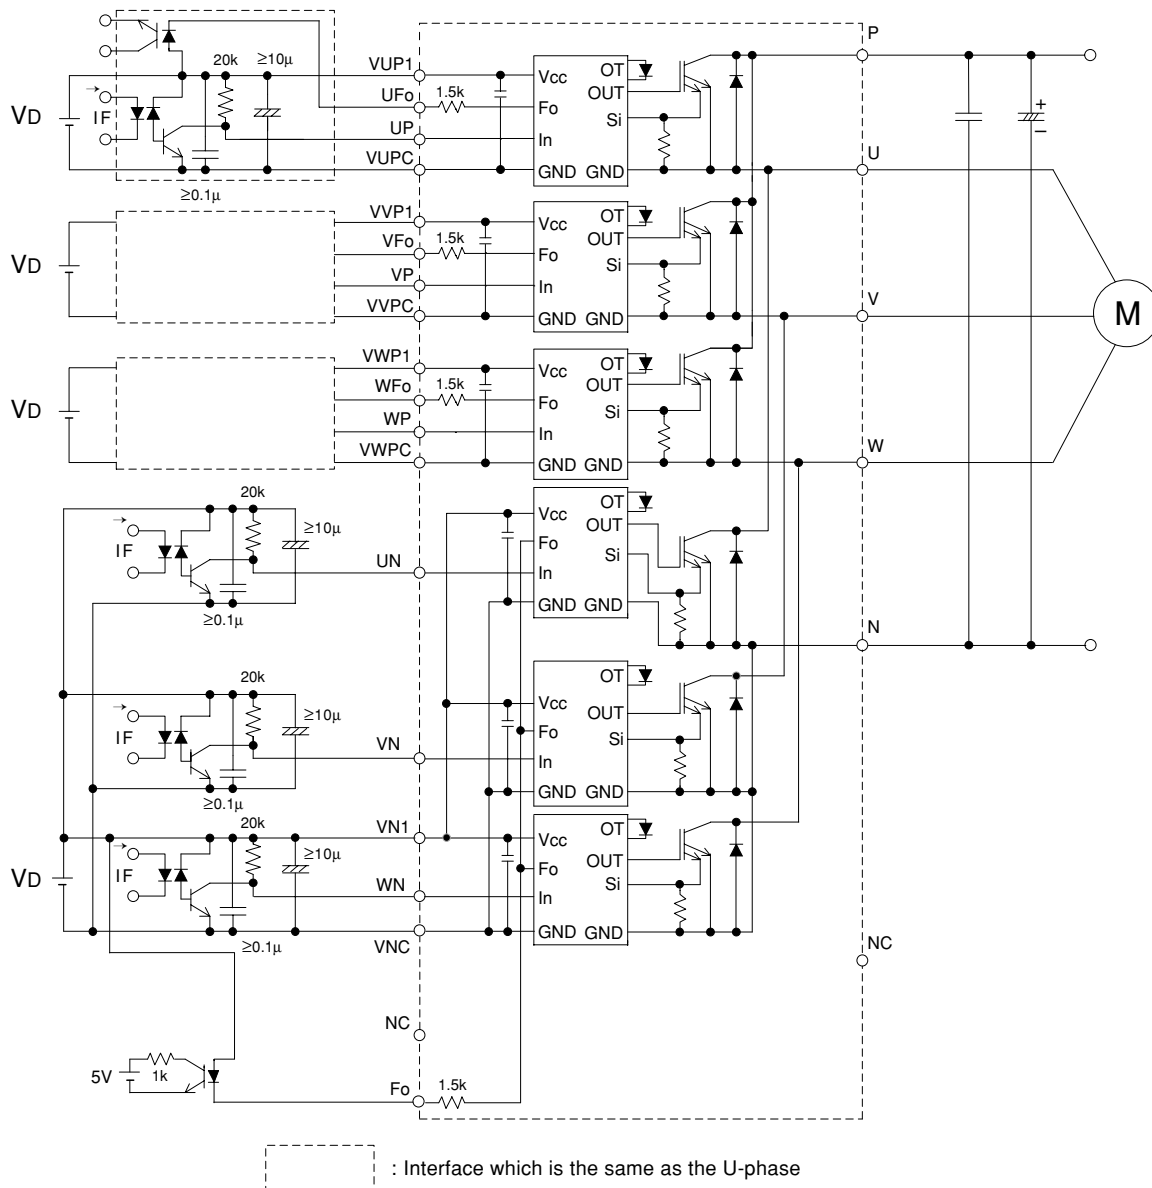 P
20k
≥10μ
VUP1
Vcc
OT
OUT
UFo
1.5k
Fo
VD
IF
Si
UP
In
+
−
VUPC
GND GND
U
≥0.1μ
VVP1
Vcc
OT
OUT
VFo
1.5k
Fo
VD
Si
VP
In
VVPC
GND GND
V
M
VWP1
Vcc
OT
OUT
WFo
1.5k
Fo
VD
Si
WP
In
VWPC
GND GND
W
20k
≥10μ
Vcc
OT
OUT
IF
Fo
Si
UN
In
GND GND
≥0.1μ
N
20k
≥10μ
Vcc
OT
OUT
IF
Fo
Si
VN
In
GND GND
≥0.1μ
20k
≥10μ
VN1
Vcc
OT
OUT
VD
IF
Fo
Si
WN
In
VNC
GND GND
≥0.1μ
NC
NC
5V
1k
Fo
1.5k
: Interface which is the same as the U-phase